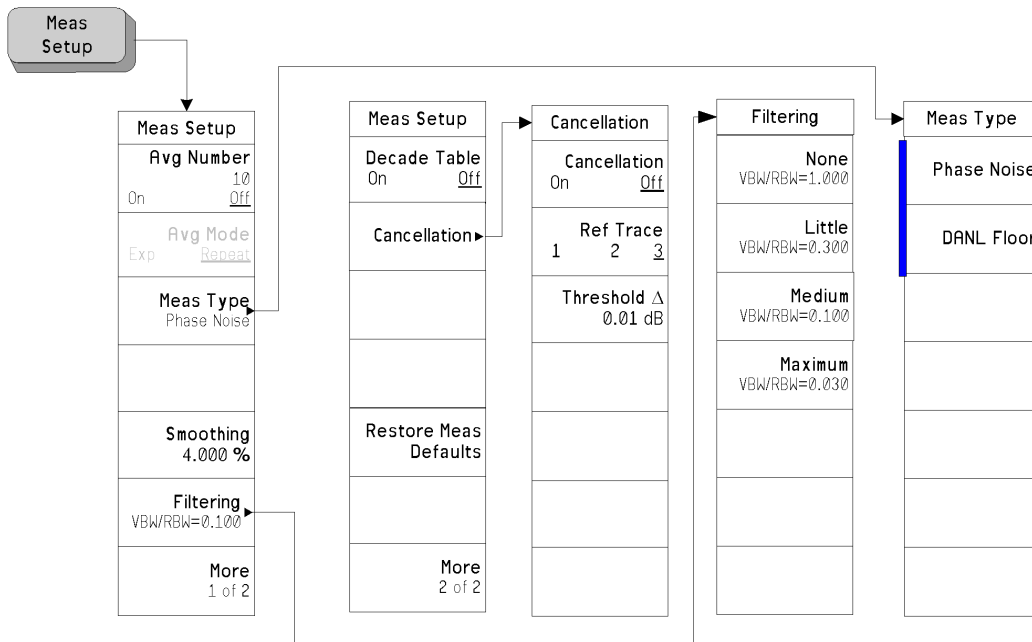 Meas
Setup
Meas Setup
Avg Number
10
On Off
Avg Mode
Exp Repeat
Meas Type
Phase Noise
Smoothing
4.000 %
Filtering
VBW/RBW=0.100
More
1 of 2
Meas Setup
Decade Table
On Off
Cancellation
Restore Meas
Defaults
More
2 of 2
Cancellation
Cancellation
On Off
Ref Trace
1 2 3
Threshold Δ
0.01 dB
Filtering
None
VBW/RBW=1.000
Little
VBW/RBW=0.300
Medium
VBW/RBW=0.100
Maximum
VBW/RBW=0.030
Meas Type
Phase Noise
DANL Floor